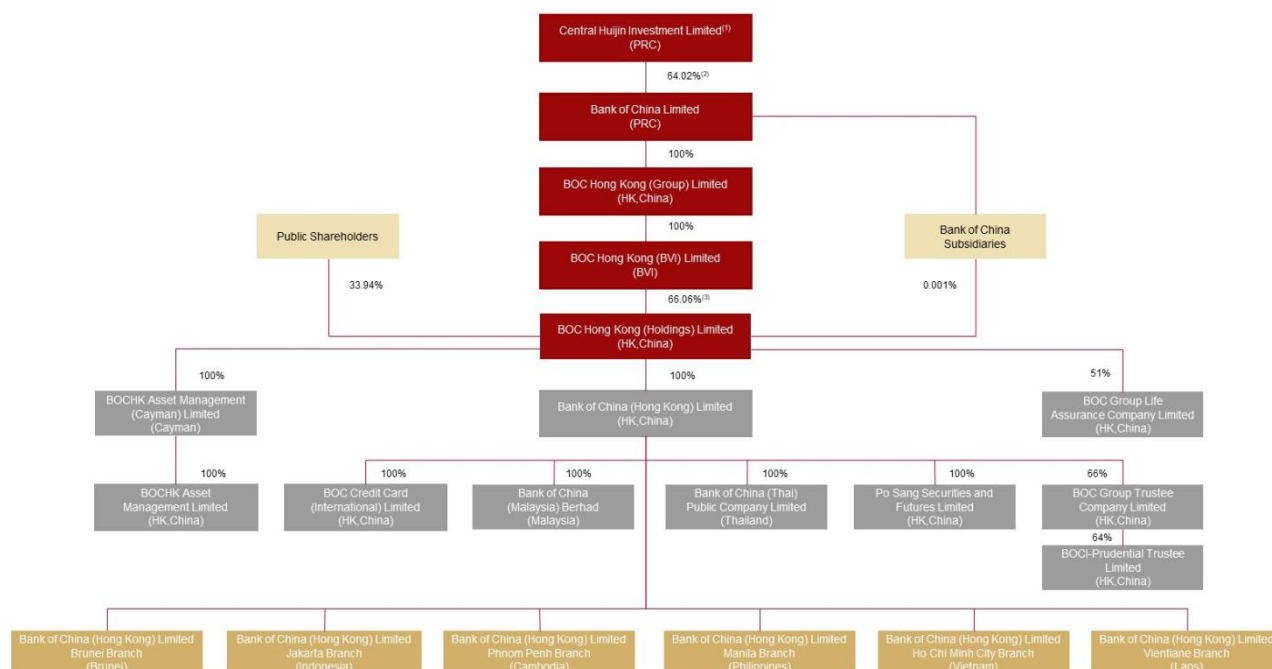 Central Huijin Investment Limited(1)
(PRC)
64.02%(2)
Bank of China Limited
(PRC)
100%
BOC Hong Kong (Group) Limited
(HK,China)
Public Shareholders
100%
Bank of China
Subsidiaries
BOC Hong Kong (BVI) Limited
(BVI)
33.94%
66.06%(3)
0.001%
BOC Hong Kong (Holdings) Limited
(HK,China)
100%
100%
51%
BOCHK Asset Management
(Cayman) Limited
(Cayman)
Bank of China (Hong Kong) Limited
(HK,China)
BOC Group Life
Assurance Company Limited
(HK,China)
100%
100%
100%
100%
100%
66%
BOCHK Asset
Management Limited
(HK,China)
BOC Credit Card
(International) Limited
(HK,China)
Bank of China
(Malaysia) Berhad
(Malaysia)
Bank of China (Thai)
Public Company Limited
(Thailand)
Po Sang Securities and
Futures Limited
(HK,China)
BOC Group Trustee
Company Limited
(HK,China)
64%
BOCI-Prudential Trustee
Limited
(HK,China)
Bank of China (Hong Kong) Limited
Brunei Branch
(Brunei)
Bank of China (Hong Kong) Limited
Jakarta Branch
(Indonesia)
Bank of China (Hong Kong) Limited
Phnom Penh Branch
(Cambodia)
Bank of China (Hong Kong) Limited
Manila Branch
(Philippines)
Bank of China (Hong Kong) Limited
Ho Chi Minh City Branch
(Vietnam)
Bank of China (Hong Kong) Limited
Vientiane Branch
(Laos)